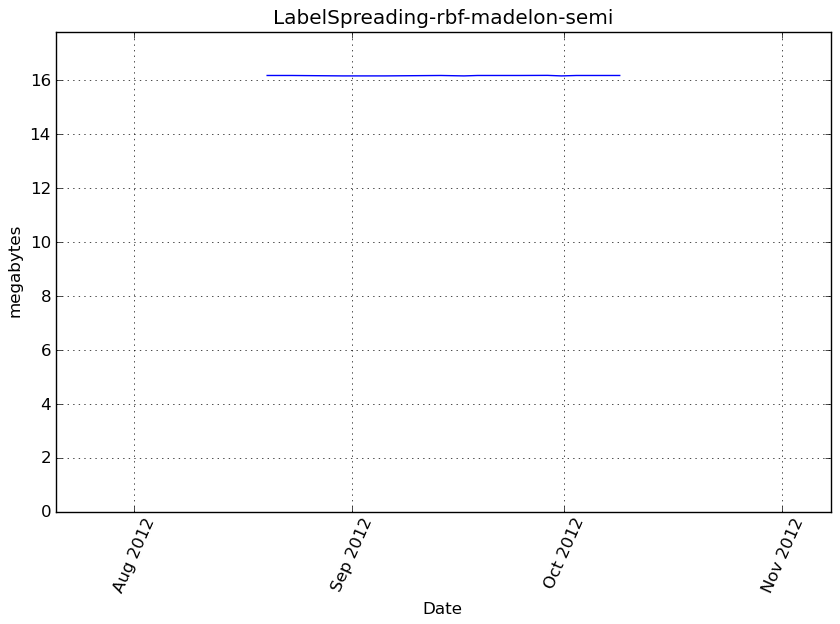 LabelSpreading-rbf-madelon-semi
megabytes
16
14
12
10
8
6
4
2
0
Aug 2012
Sep 2012
Oct 2012
Nov 2012
Date